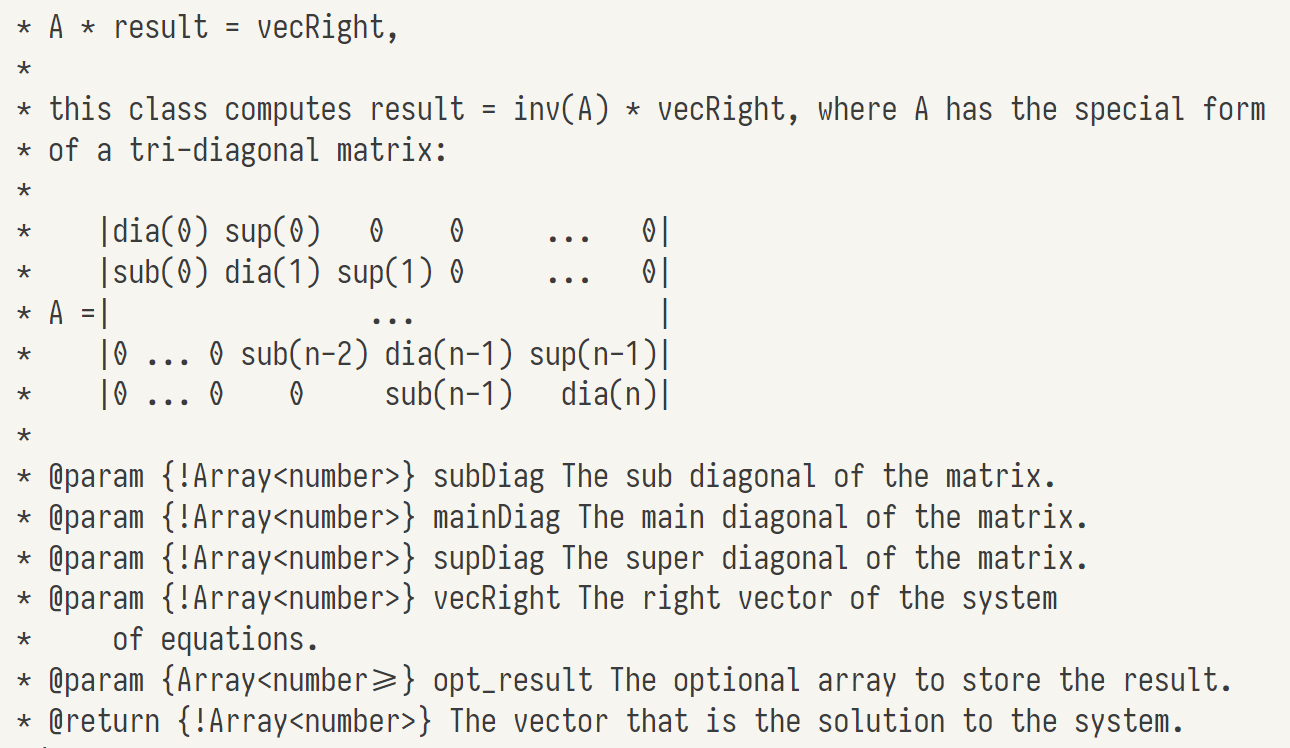 * A * result = vecRight,
*
* this class computes result = inv(A) * vecRight, where A has the special form
* of a tri-diagonal matrix:
*
*    |dia(0) sup(0)   0    0     ...   0|
*    |sub(0) dia(1) sup(1) 0     ...   0|
* A =|                ...               |
*    |0 ... 0 sub(n-2) dia(n-1) sup(n-1)|
*    |0 ... 0    0     sub(n-1)   dia(n)|
*
* @param {!Array<number>} subDiag The sub diagonal of the matrix.
* @param {!Array<number>} mainDiag The main diagonal of the matrix.
* @param {!Array<number>} supDiag The super diagonal of the matrix.
* @param {!Array<number>} vecRight The right vector of the system
*     of equations.
* @param {Array<number>=} opt_result The optional array to store the result.
* @return {!Array<number>} The vector that is the solution to the system.